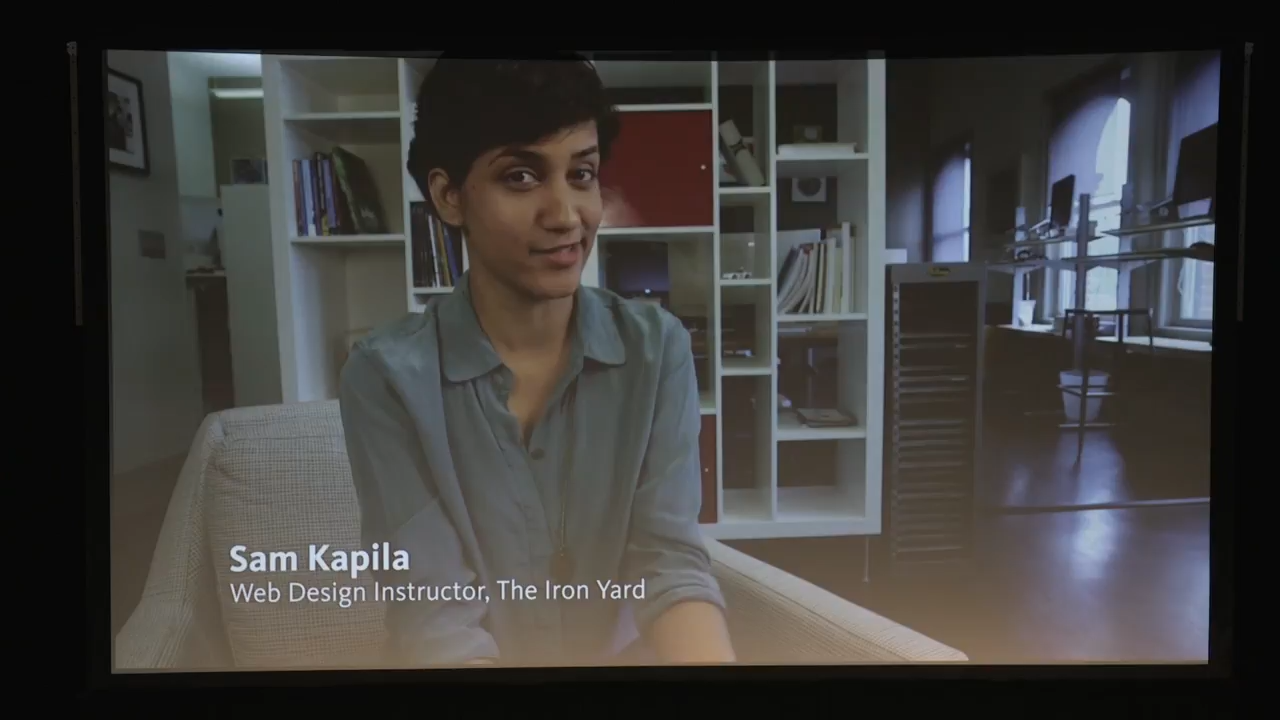 Sam Kapila
Web Design Instructor, The Iron Yard